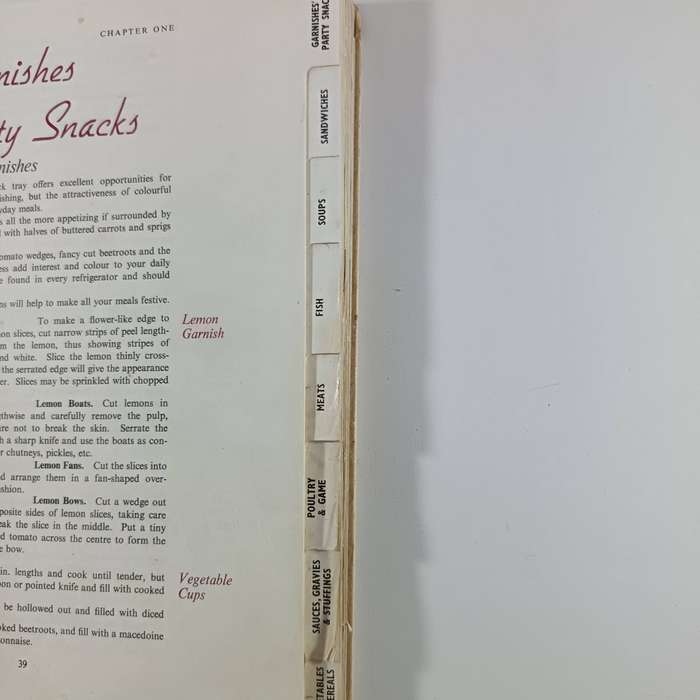 CHAPTER ONE
nishes
ty Snacks
nishes
k tray offers excellent opportunities for
ishing, but the attractiveness of colourful
yday meals.
s all the more appetizing if surrounded by
with halves of buttered carrots and sprigs
omato wedges, fancy cut beetroots and the
ess add interest and colour to your daily
e found in every refrigerator and should
ns will help to make all your meals festive.
To make a flower-like edge to
on slices, cut narrow strips of peel length-
m the lemon, thus showing stripes of
nd white. Slice the lemon thinly cross-
the serrated edge will give the appearance
er. Slices may be sprinkled with chopped
Lemon
Garnish
Lemon Boats. Cut lemons in
thwise and carefully remove the pulp,
are not to break the skin. Serrate the
h a sharp knife and use the boats as con-
r chutneys, pickles, etc.
Lemon Fans. Cut the slices into
d arrange them in a fan-shaped over-
shion.
Lemon Bows. Cut a wedge out
posite sides of lemon slices, taking care
eak the slice in the middle. Put a tiny
d tomato across the centre to form the
e bow.
in. lengths and cook until tender, but
on or pointed knife and fill with cooked
Vegetable
Cups
be hollowed out and filled with diced
oked beetroots, and fill with a macedoine
onnaise.
39
GARNISHES
PARTY SNAC
SANDWICHES
SOUPS
FISH
MEATS
POULTRY
& GAME
SAUCES, GRAVIES
& STUFFINGS
TABLES
EREALS